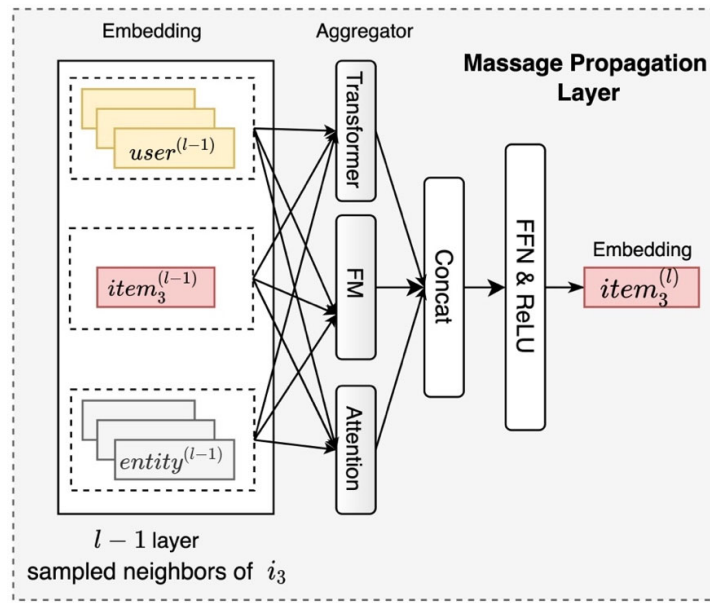 Embedding
Aggregator
Massage Propagation
Layer
user^{(l-1)}
item_3^{(l-1)}
entity^{(l-1)}
Transformer
FM
Attention
Concat
FFN & ReLU
Embedding
item_3^{(l)}
l − 1 layer
sampled neighbors of i_3